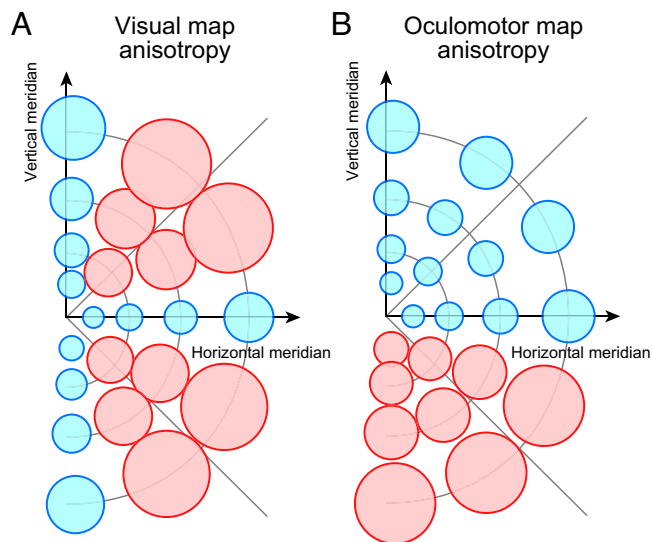 A
Visual map
anisotropy
Vertical meridian
Horizontal meridian
B
Oculomotor map
anisotropy
Vertical meridian
Horizontal meridian